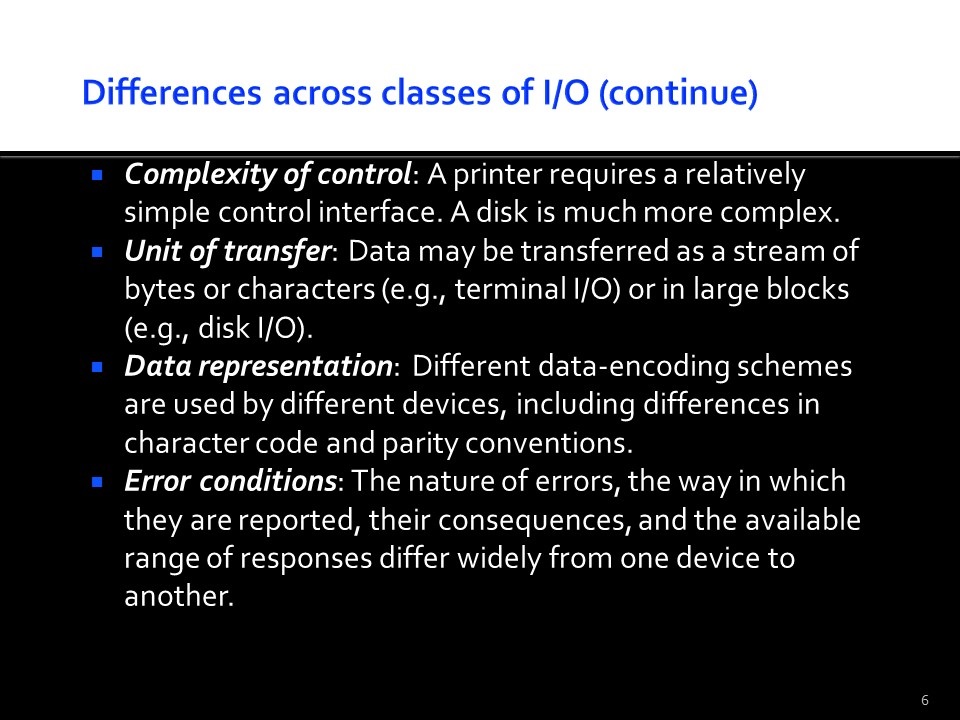 Differences across classes of I/O (continue)
▪ Complexity of control: A printer requires a relatively
simple control interface. A disk is much more complex.
▪ Unit of transfer: Data may be transferred as a stream of
bytes or characters (e.g., terminal I/O) or in large blocks
(e.g., disk I/O).
▪ Data representation: Different data-encoding schemes
are used by different devices, including differences in
character code and parity conventions.
▪ Error conditions: The nature of errors, the way in which
they are reported, their consequences, and the available
range of responses differ widely from one device to
another.
6